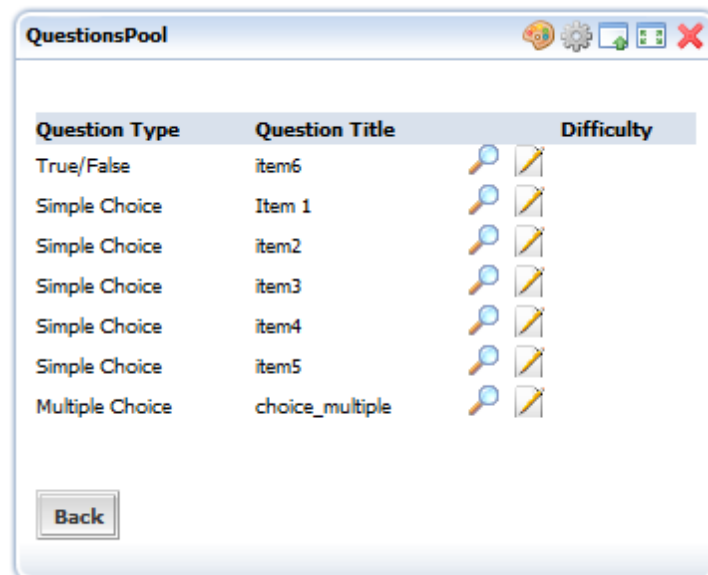 QuestionsPool
Question Type Question Title Difficulty
True/False item6
Simple Choice Item 1
Simple Choice item2
Simple Choice item3
Simple Choice item4
Simple Choice item5
Multiple Choice choice_multiple
Back